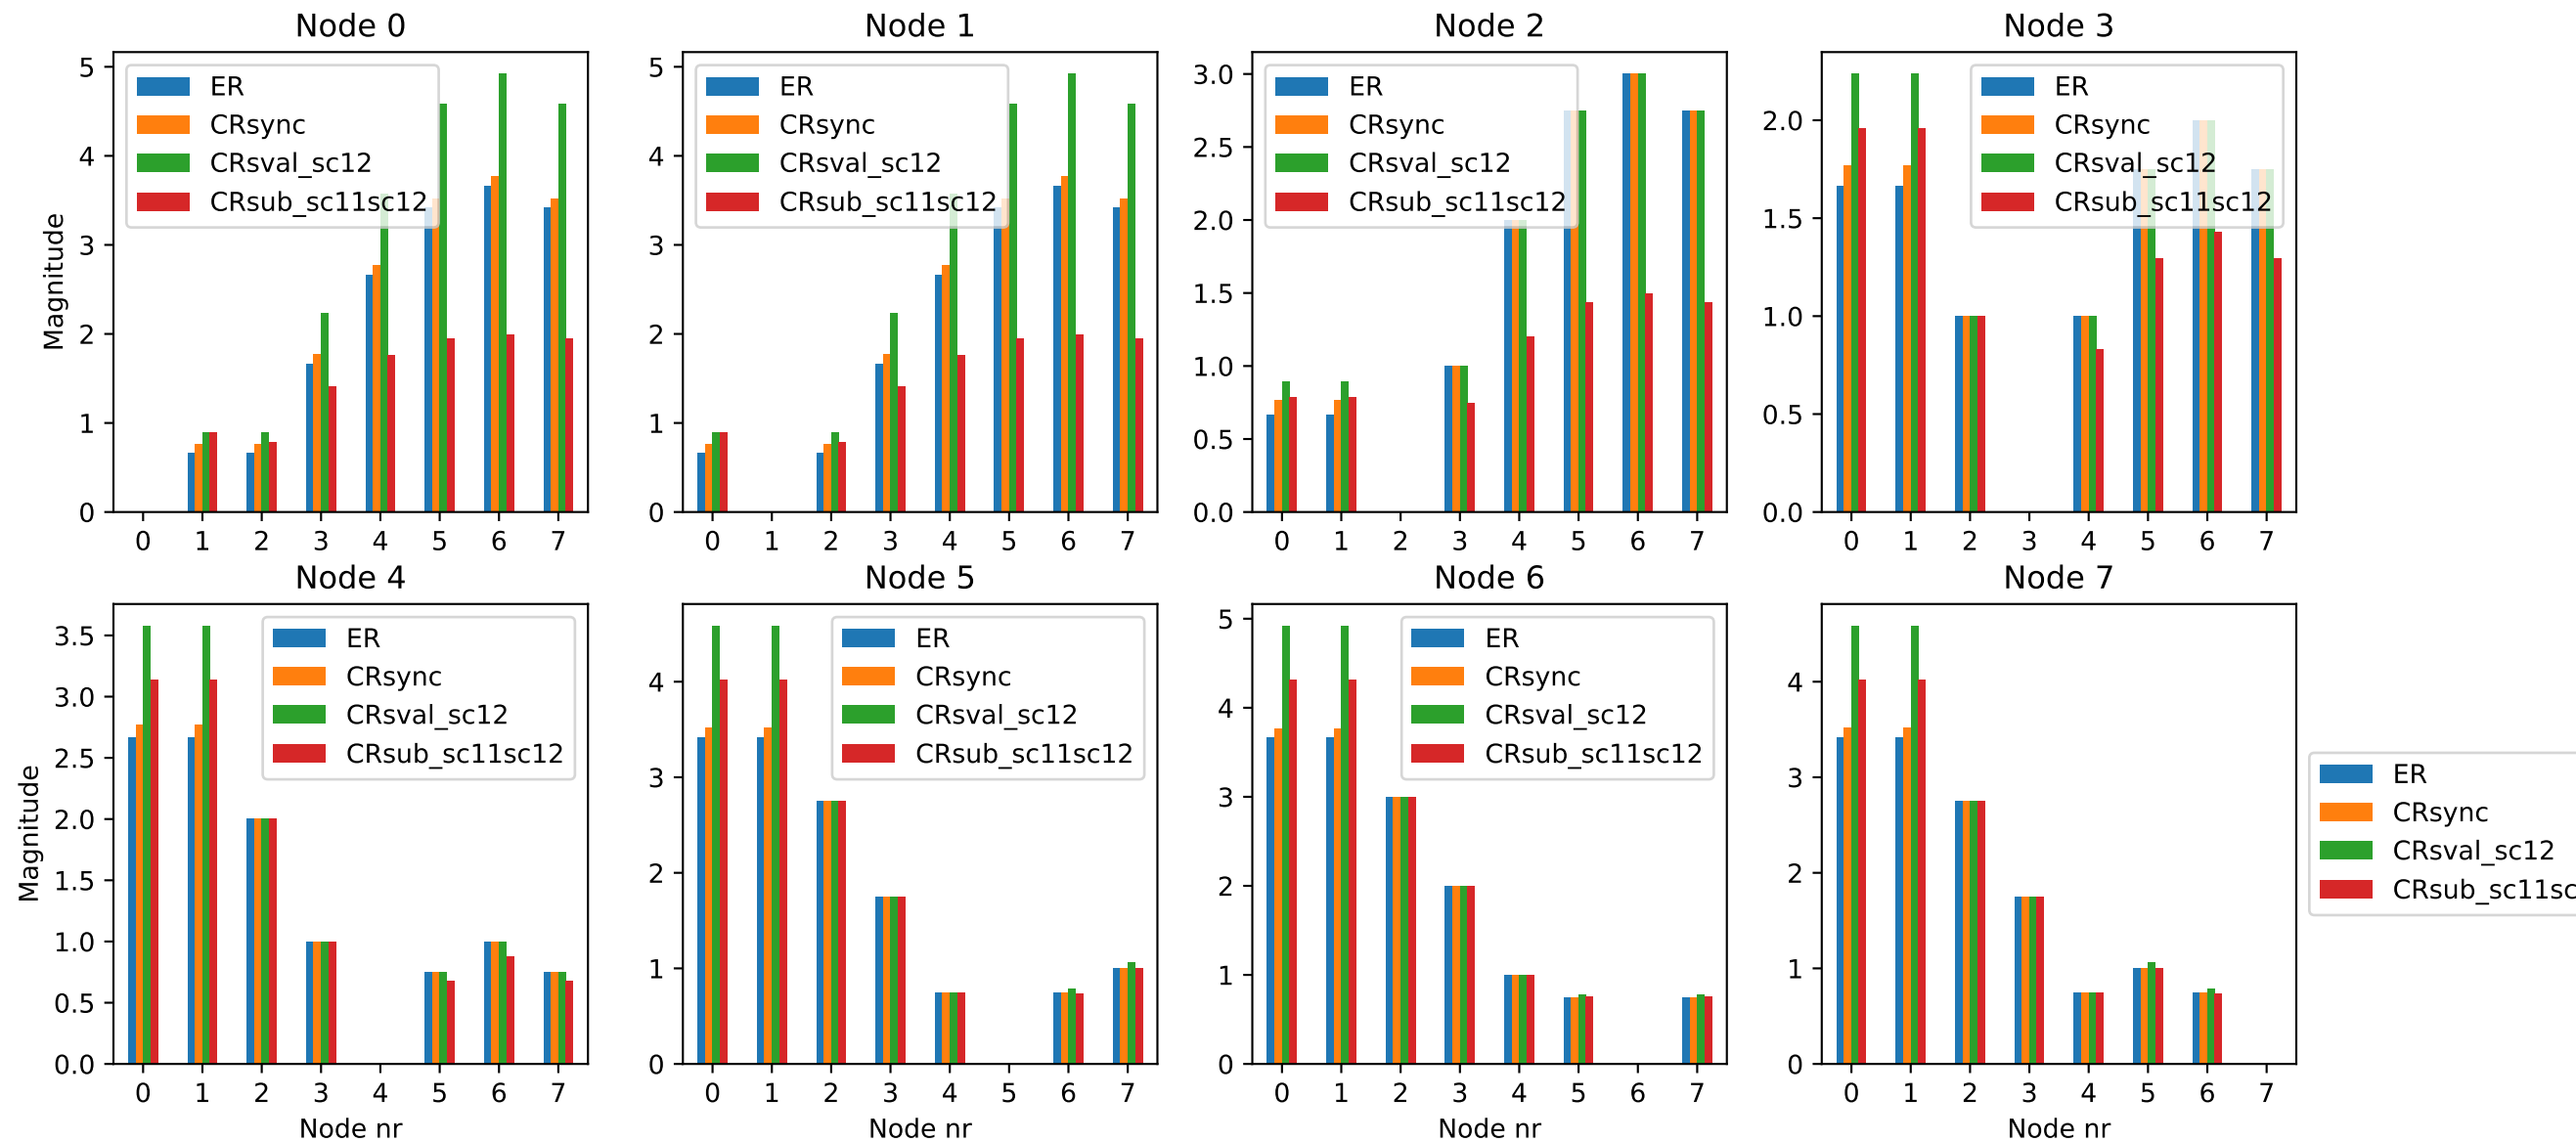 Node 0
5
4
3
2
1
0
Magnitude
ER
CRsync
CRsval_sc12
CRsub_sc11sc12
0 1 2 3 4 5 6 7
Node 1
5
4
3
2
1
0
ER
CRsync
CRsval_sc12
CRsub_sc11sc12
0 1 2 3 4 5 6 7
Node 2
3.0
2.5
2.0
1.5
1.0
0.5
0.0
ER
CRsync
CRsval_sc12
CRsub_sc11sc12
0 1 2 3 4 5 6 7
Node 3
2.0
1.5
1.0
0.5
0.0
ER
CRsync
CRsval_sc12
CRsub_sc11sc12
0 1 2 3 4 5 6 7
Node 4
3.5
3.0
2.5
2.0
1.5
1.0
0.5
0.0
Magnitude
ER
CRsync
CRsval_sc12
CRsub_sc11sc12
0 1 2 3 4 5 6 7
Node nr
Node 5
4
3
2
1
0
ER
CRsync
CRsval_sc12
CRsub_sc11sc12
0 1 2 3 4 5 6 7
Node nr
Node 6
5
4
3
2
1
0
ER
CRsync
CRsval_sc12
CRsub_sc11sc12
0 1 2 3 4 5 6 7
Node nr
Node 7
4
3
2
1
0
0 1 2 3 4 5 6 7
Node nr
ER
CRsync
CRsval_sc12
CRsub_sc11sc